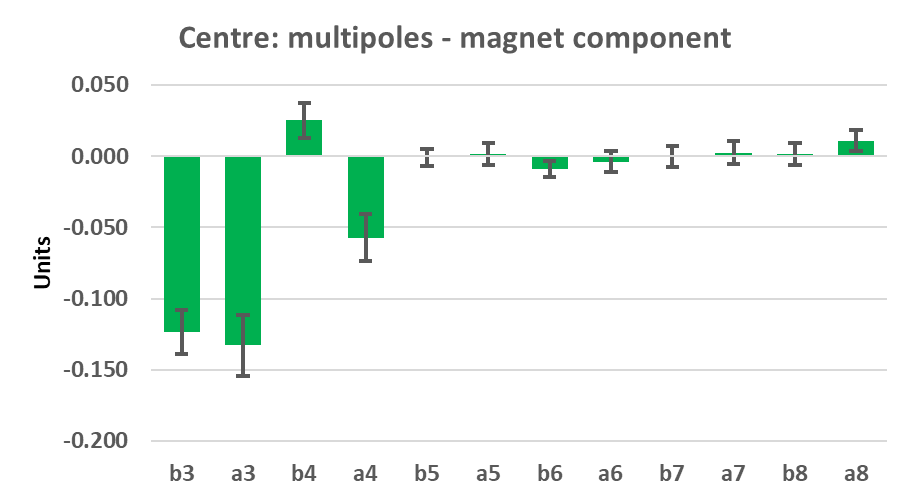 Centre: multipoles - magnet component
0.050
0.000
-0.050
-0.100
-0.150
-0.200
Units
b3 a3 b4 a4 b5 a5 b6 a6 b7 a7 b8 a8